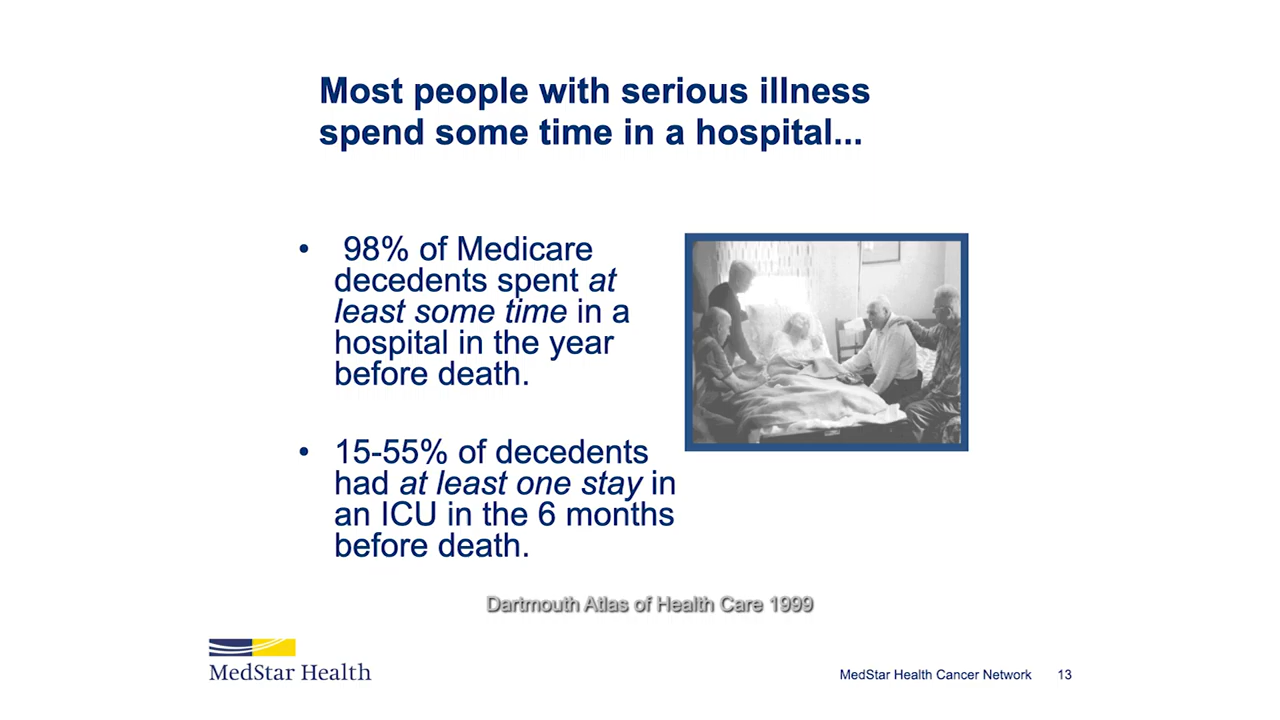 Most people with serious illness
spend some time in a hospital...
• 98% of Medicare
decedents spent at
least some time in a
hospital in the year
before death.
• 15-55% of decedents
had at least one stay in
an ICU in the 6 months
before death.
Dartmouth Atlas of Health Care 1999
MedStar Health
MedStar Health Cancer Network 13